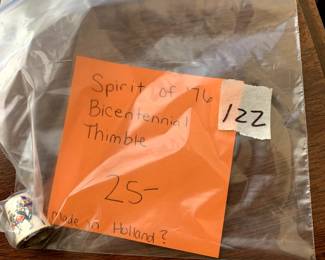 Spirit of '76
Bicentennial
Thimble
122
25-
Made in Holland?